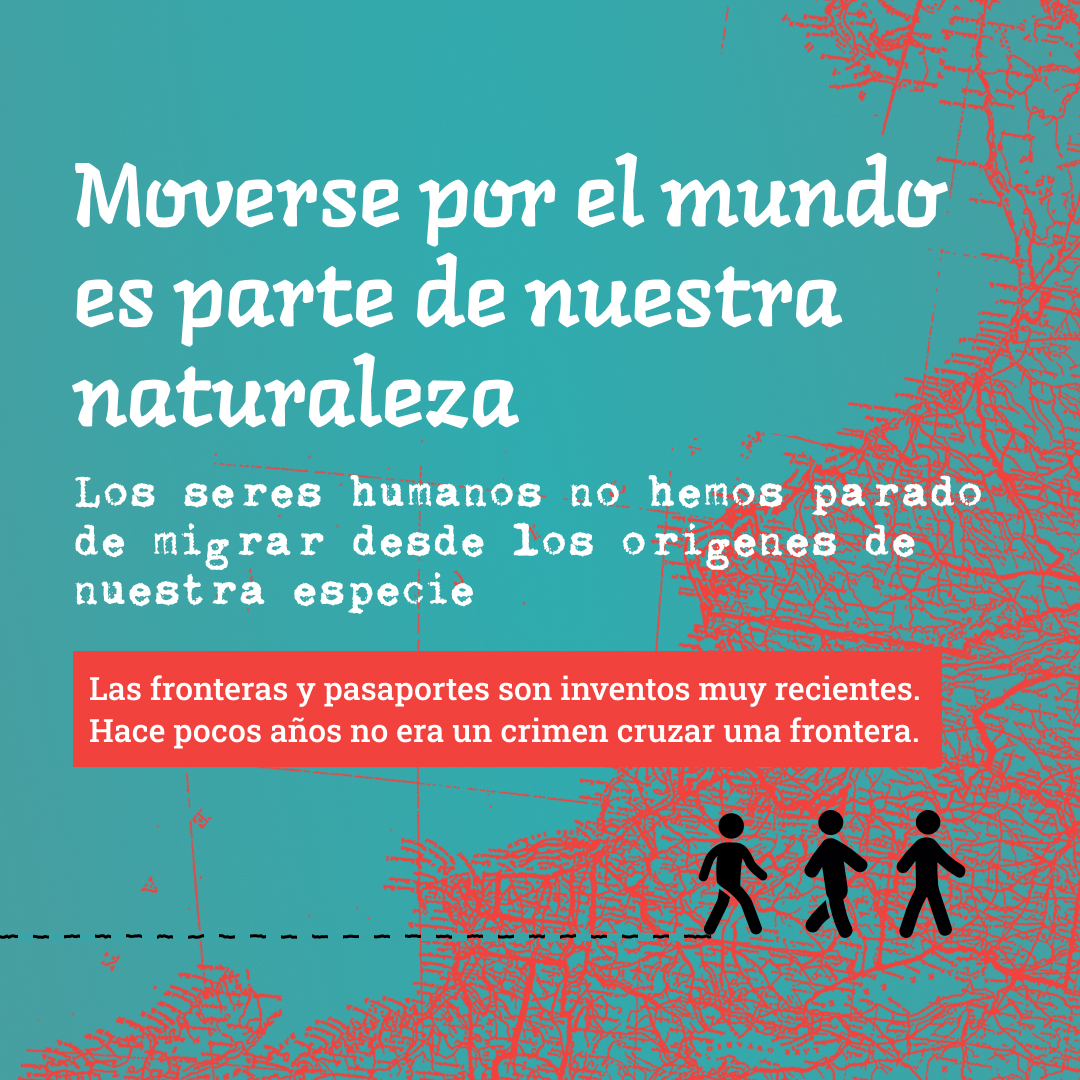 Moverse por el mundo
es parte de nuestra
naturaleza
Los seres humanos no hemos parado
de migrar desde los orígenes de
nuestra especie
Las fronteras y pasaportes son inventos muy recientes.
Hace pocos años no era un crimen cruzar una frontera.